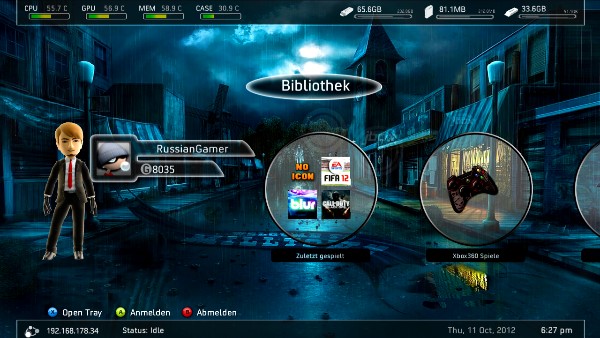 CPU 55.7 C GPU 56.9 C MEM 58.9 C CASE 30.9 C 65.6GB 81.1MB 33.6GB
Bibliothek
RussianGamer
G 8035
NO ICON
EA
FIFA 12
blur
CALL OF DUTY
Zuletzt gespielt
Xbox360 Spiele
X Open Tray A Anmelden B Abmelden
192.168.178.34 Status: Idle Thu, 11 Oct, 2012 6:27 pm